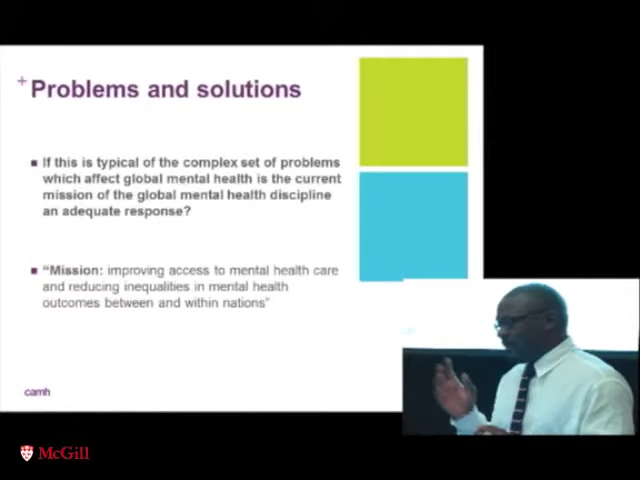 + Problems and solutions
If this is typical of the complex set of problems
which affect global mental health is the current
mission of the global mental health discipline
an adequate response?
“Mission: improving access to mental health care
and reducing inequalities in mental health
outcomes between and within nations”
camh
McGill